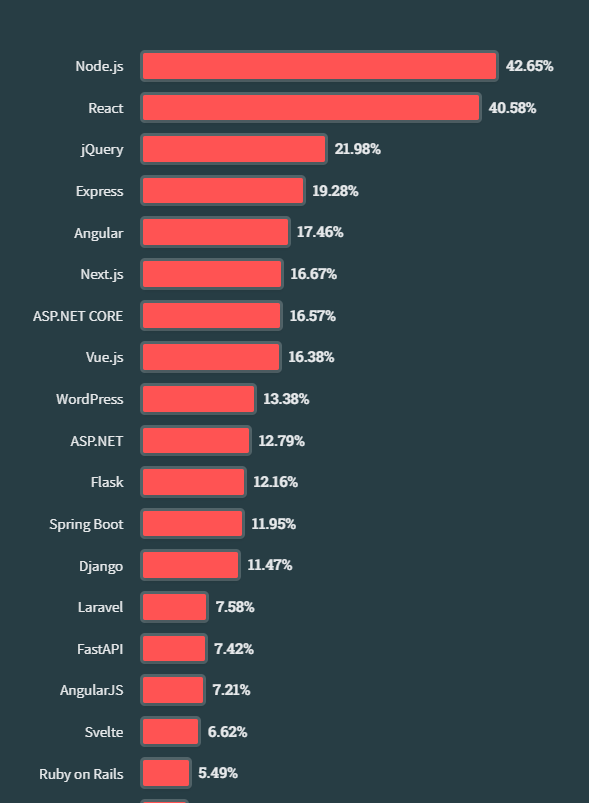 Node.js 42.65%
React 40.58%
jQuery 21.98%
Express 19.28%
Angular 17.46%
Next.js 16.67%
ASP.NET CORE 16.57%
Vue.js 16.38%
WordPress 13.38%
ASP.NET 12.79%
Flask 12.16%
Spring Boot 11.95%
Django 11.47%
Laravel 7.58%
FastAPI 7.42%
AngularJS 7.21%
Svelte 6.62%
Ruby on Rails 5.49%